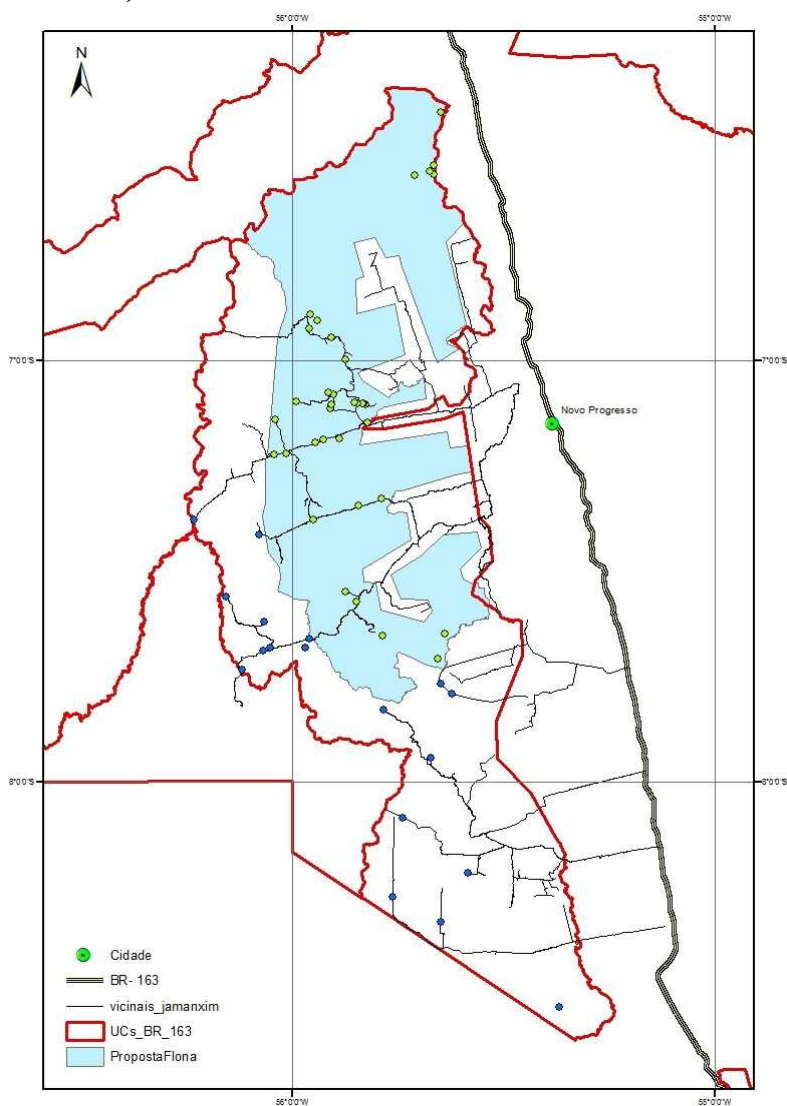 56°0'0"W
55°0'0"W
N
7°0'0"S
7°0'0"S
Novo Progresso
8°0'0"S
8°0'0"S
Cidade
BR- 163
vicinais_jamanxim
UCs_BR_163
PropostaFlona
56°0'0"W
55°0'0"W